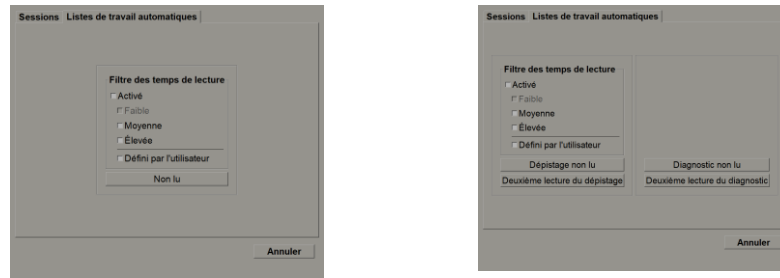 Sessions Listes de travail automatiques
Filtre des temps de lecture
Activé
Faible
Moyenne
Élevée
Défini par l'utilisateur
Non lu
Annuler
Sessions Listes de travail automatiques
Filtre des temps de lecture
Activé
Faible
Moyenne
Élevée
Défini par l'utilisateur
Dépistage non lu Diagnostic non lu
Deuxième lecture du dépistage Deuxième lecture du diagnostic
Annuler